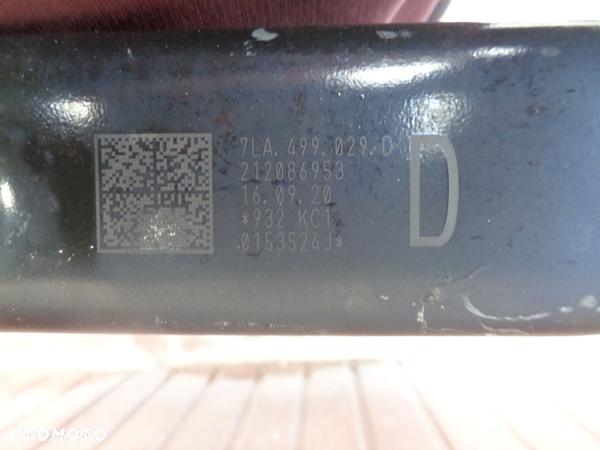 7LA.499.029.D
212086953
16.09.20
*932 KC1
0153524J*
D
OTOMOTO